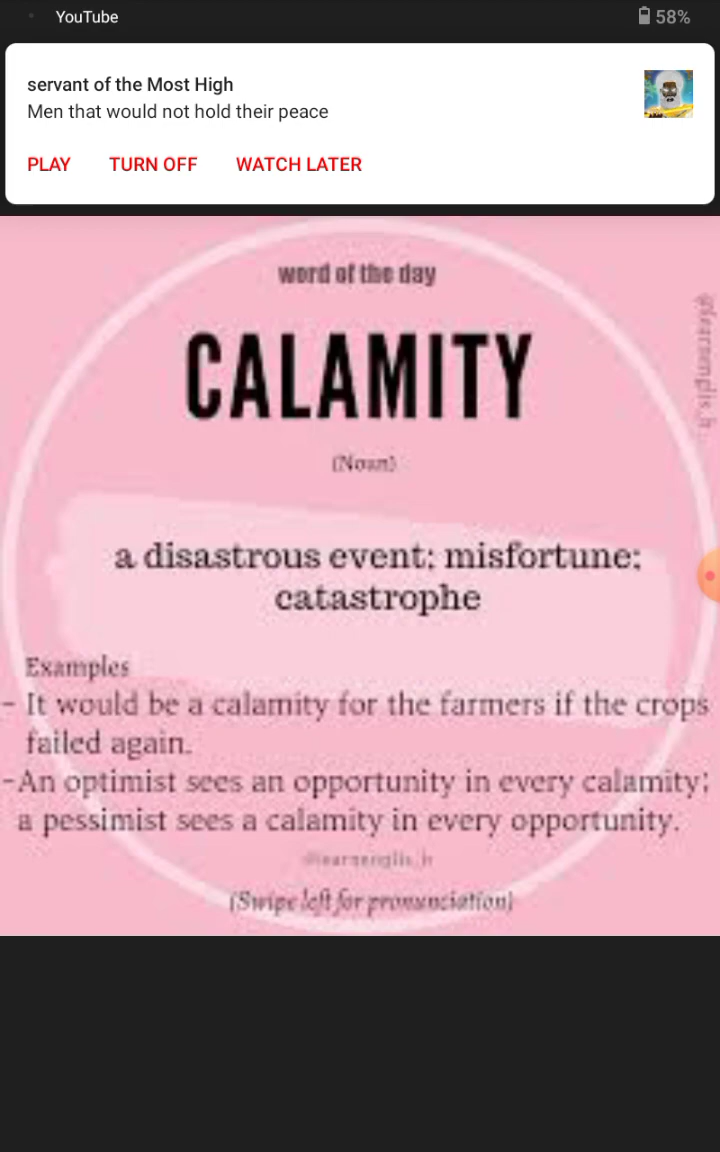 YouTube
58%
servant of the Most High
Men that would not hold their peace
PLAY TURN OFF WATCH LATER
word of the day
@learnenglis_h
CALAMITY
(Noun)
a disastrous event; misfortune;
catastrophe
Examples
- It would be a calamity for the farmers if the crops
failed again.
-An optimist sees an opportunity in every calamity;
a pessimist sees a calamity in every opportunity.
@learnenglis_h
(Swipe left for pronunciation)